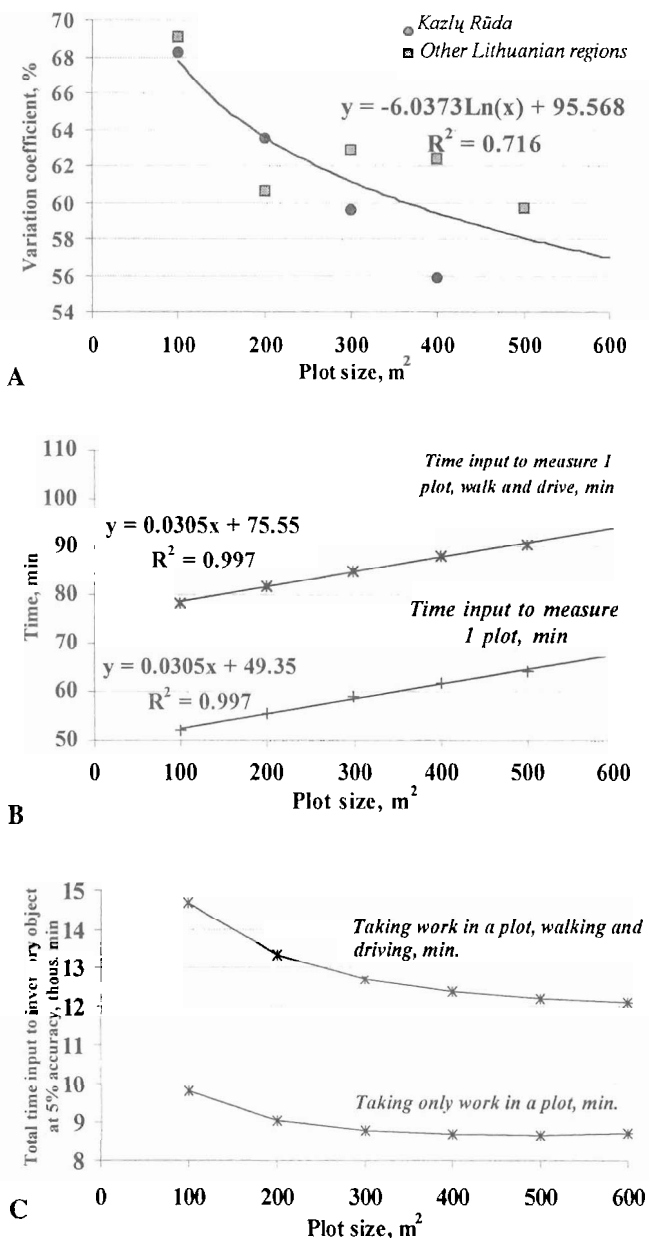 70
68
66
64
62
60
58
56
54
Variation coefficient, %
Kazlų Rūda
Other Lithuanian regions
y = -6.0373Ln(x) + 95.568
R² = 0.716
0 100 200 300 400 500 600
Plot size, m²
A
110
100
90
80
70
60
50
Time, min
Time input to measure 1
plot, walk and drive, min
y = 0.0305x + 75.55
R² = 0.997
Time input to measure
1 plot, min
y = 0.0305x + 49.35
R² = 0.997
0 100 200 300 400 500 600
Plot size, m²
B
15
14
13
12
11
10
9
8
Total time input to inventory object
at 5% accuracy, thous. min
Taking work in a plot, walking and
driving, min.
Taking only work in a plot, min.
0 100 200 300 400 500 600
Plot size, m²
C